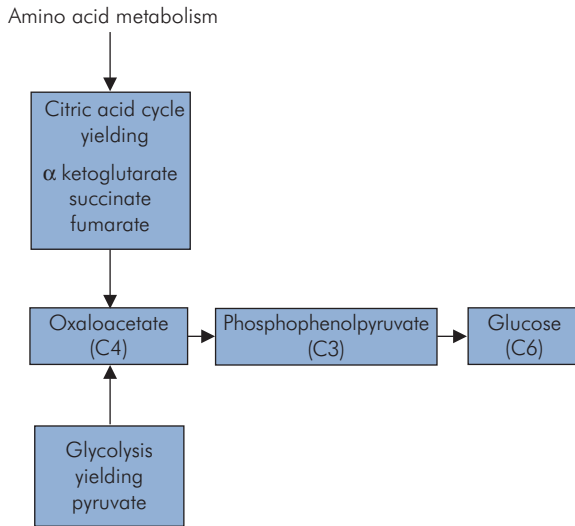 Amino acid metabolism
Citric acid cycle
yielding
α ketoglutarate
succinate
fumarate
Oxaloacetate
(C4)
Phosphophenolpyruvate
(C3)
Glucose
(C6)
Glycolysis
yielding
pyruvate